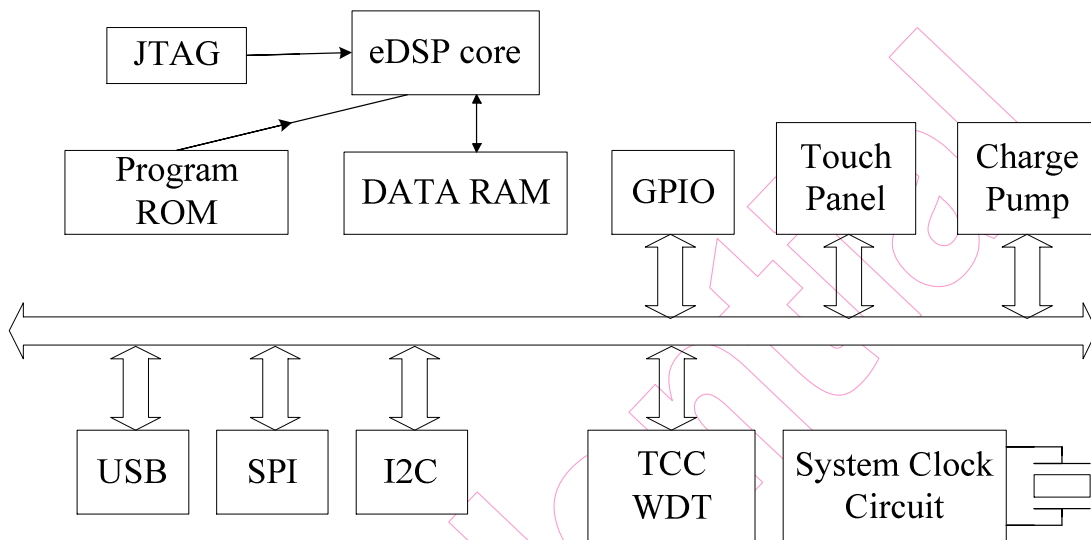 JTAG
eDSP core
Program
ROM
DATA RAM
GPIO
Touch
Panel
Charge
Pump
USB
SPI
I2C
TCC
WDT
System Clock
Circuit